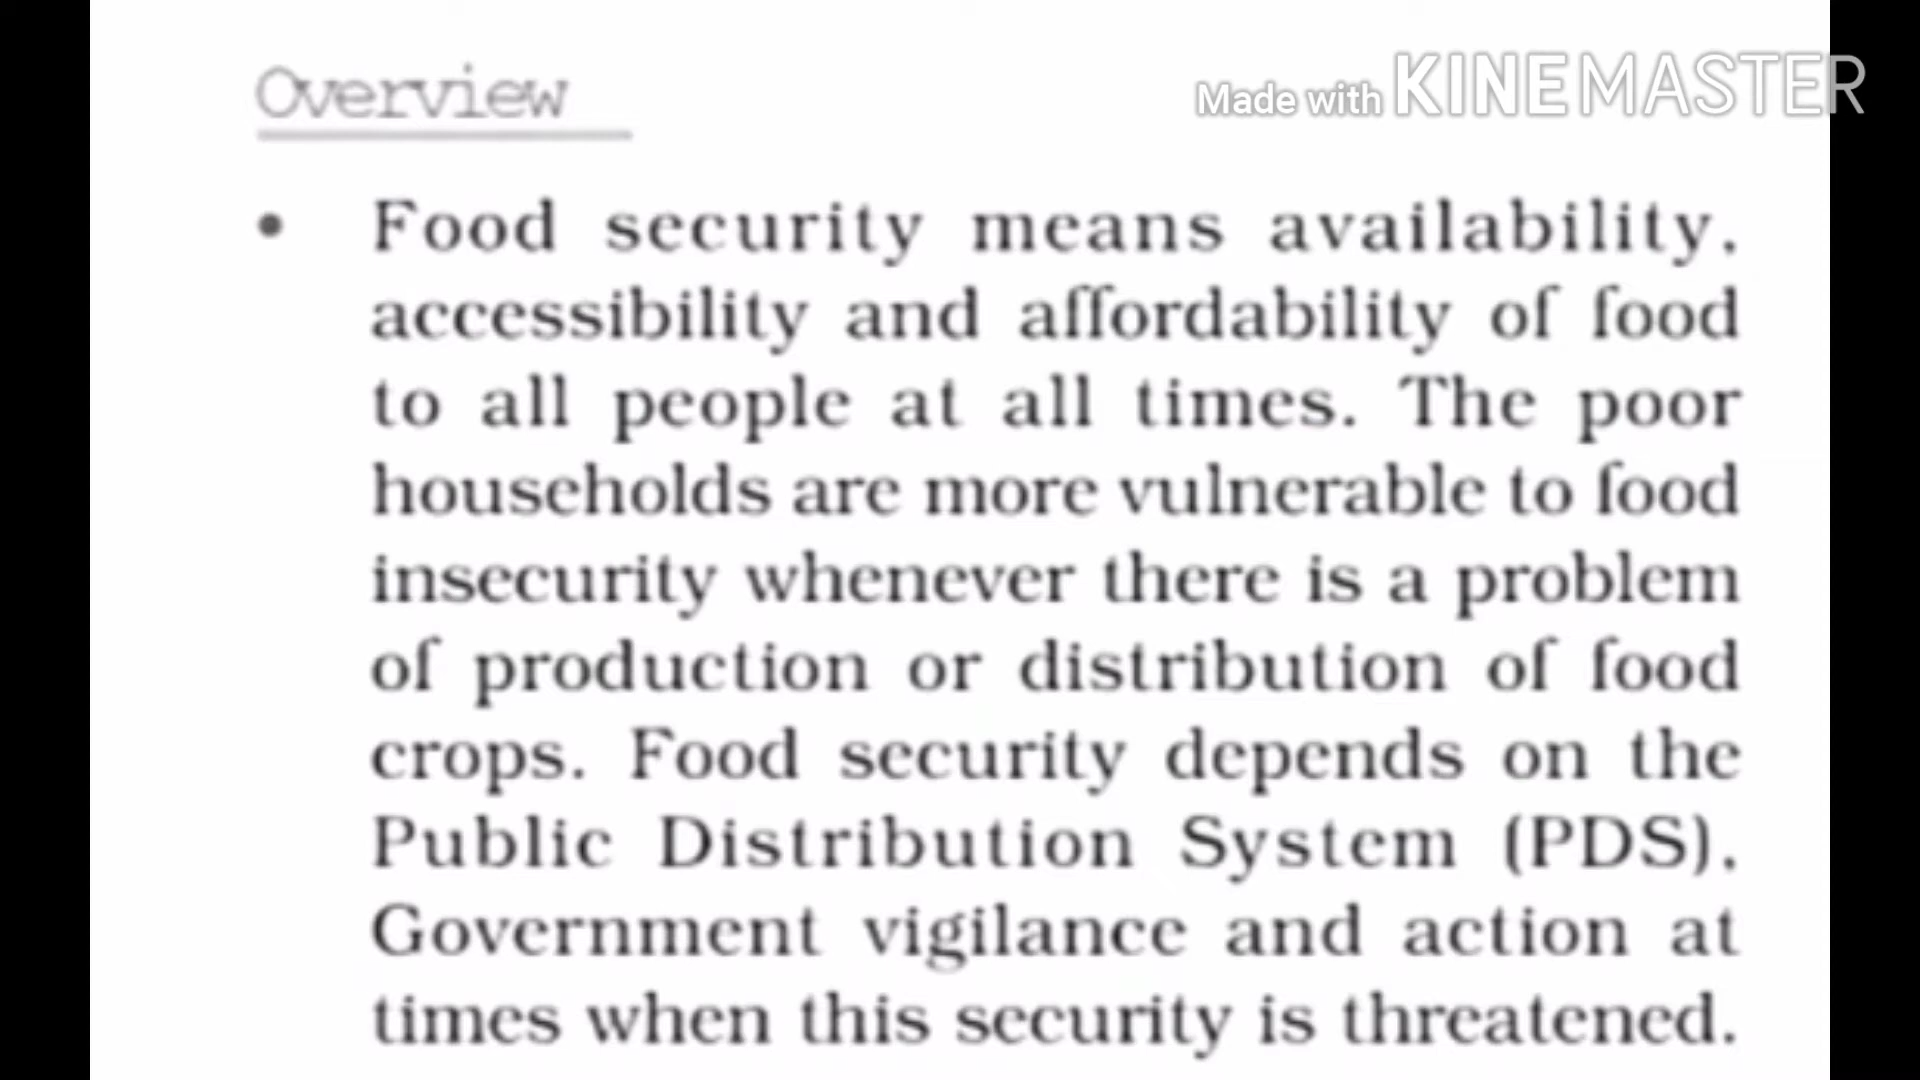 Overview
Made with KINEMASTER
• Food security means availability,
accessibility and affordability of food
to all people at all times. The poor
households are more vulnerable to food
insecurity whenever there is a problem
of production or distribution of food
crops. Food security depends on the
Public Distribution System (PDS),
Government vigilance and action at
times when this security is threatened.